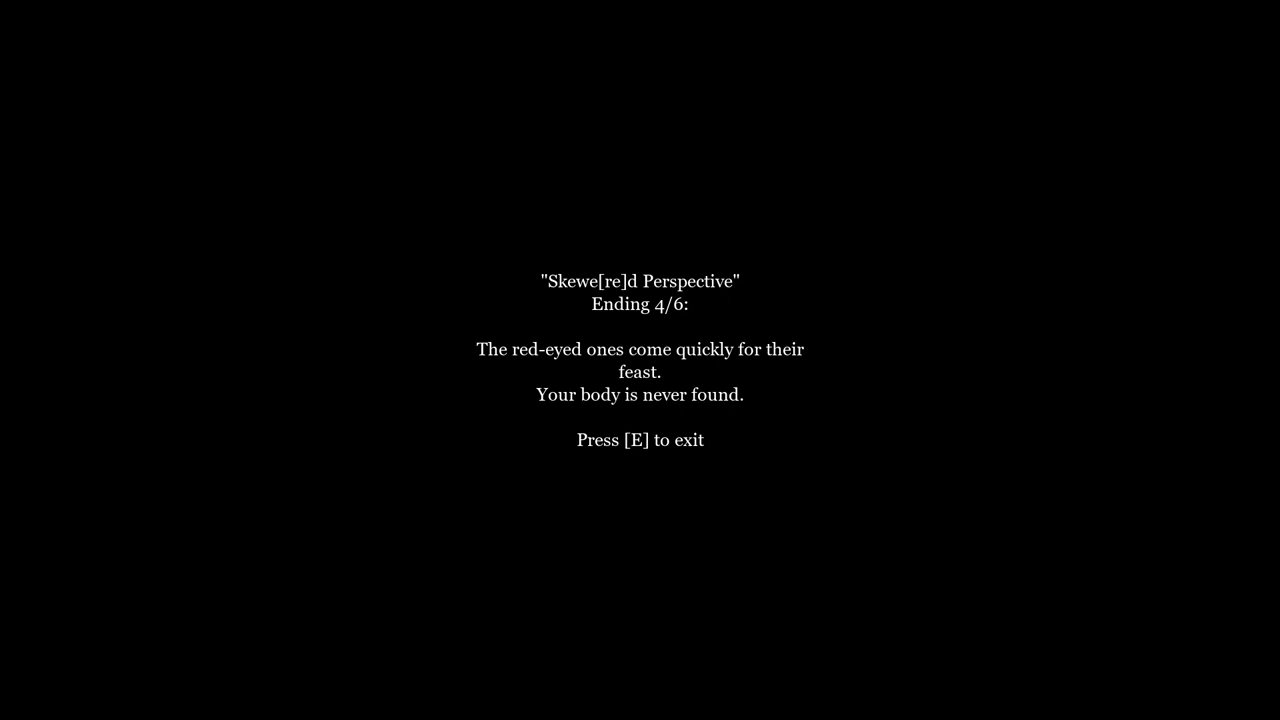 "Skewe[re]d Perspective"
Ending 4/6:
The red-eyed ones come quickly for their
feast.
Your body is never found.
Press [E] to exit